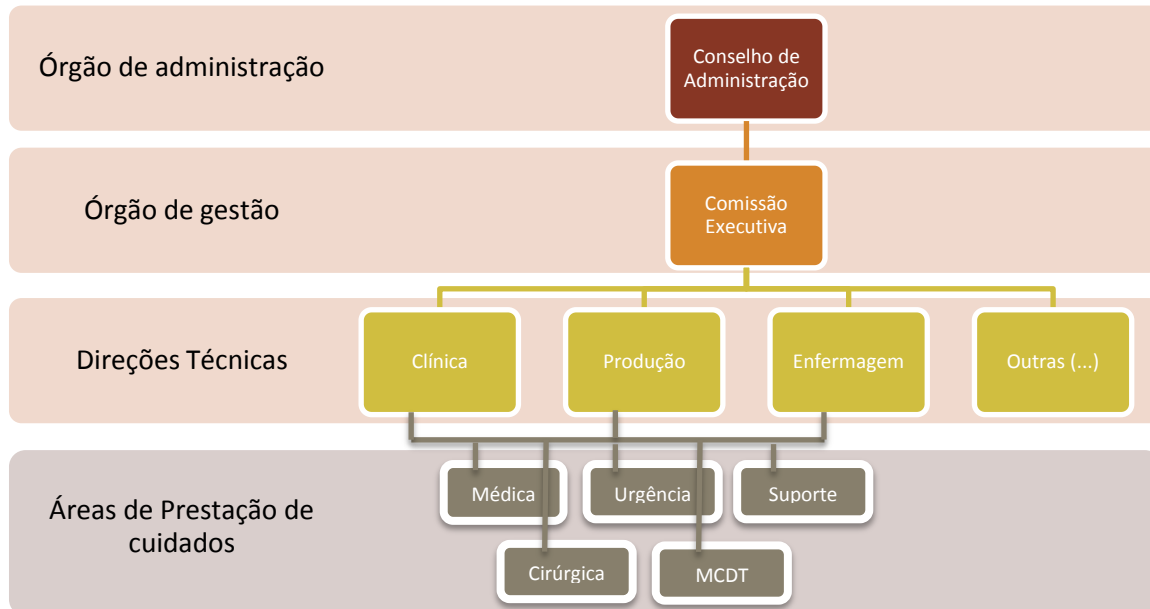 Órgão de administração
Conselho de
Administração
Órgão de gestão
Comissão
Executiva
Direções Técnicas
Clínica
Produção
Enfermagem
Outras (...)
Áreas de Prestação de
cuidados
Médica
Urgência
Suporte
Cirúrgica
MCDT